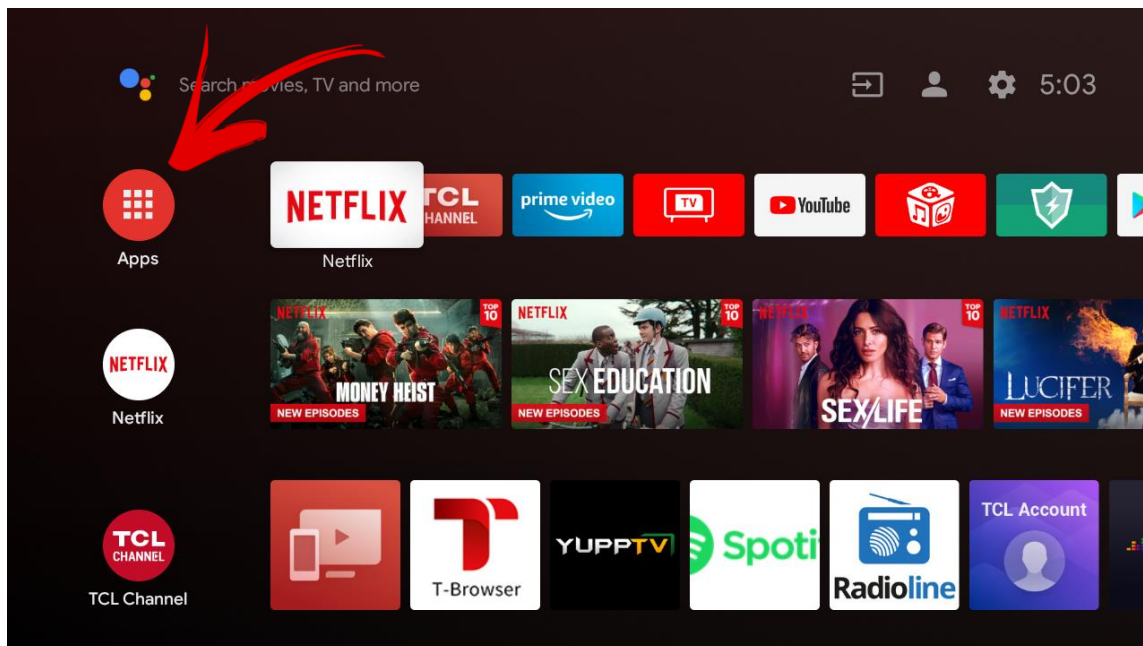 Search movies, TV and more
5:03
Apps
NETFLIX
TCL
CHANNEL
prime video
TV
YouTube
Netflix
NETFLIX
Netflix
NETFLIX
TOP
10
MONEY HEIST
NEW EPISODES
NETFLIX
TOP
10
SEX EDUCATION
NEW EPISODES
NETFLIX
TOP
10
SEX/LIFE
NETFLIX
LUCIFER
NEW EPISODES
TCL
CHANNEL
TCL Channel
T-Browser
YUPPTV
Spoti
Radioline
TCL Account